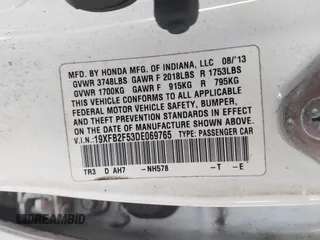 MFD. BY HONDA MFG. OF INDIANA, LLC 08/'13
GVWR 3748LBS GAWR F 2018LBS R 1753LBS
GVWR 1700KG GAWR F 915KG R 795KG
THIS VEHICLE CONFORMS TO ALL APPLICABLE
FEDERAL MOTOR VEHICLE SAFETY, BUMPER,
AND THEFT PREVENTION STANDARDS IN EFFECT
ON THE DATE OF MANUFACTURE SHOWN ABOVE.
V.I.N.:19XFB2F53DE069765 TYPE: PASSENGER CAR
TR3 D AH7 -NH578 -T -E
DREAMBID